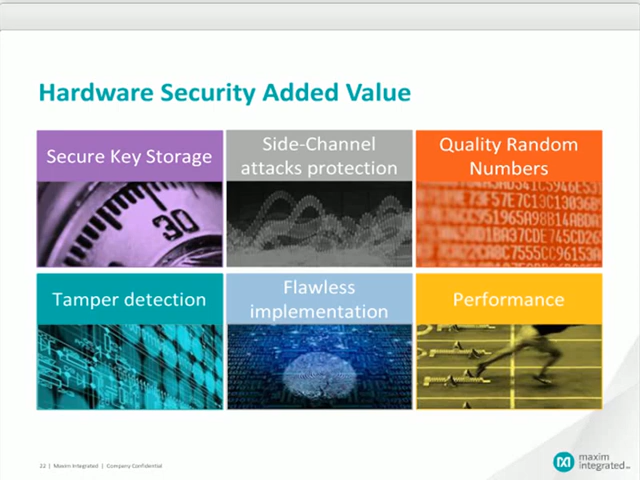 Hardware Security Added Value
Secure Key Storage
Side-Channel
attacks protection
Quality Random
Numbers
30
Tamper detection
Flawless
implementation
Performance
22 | Maxim Integrated | Company Confidential
maxim
integrated